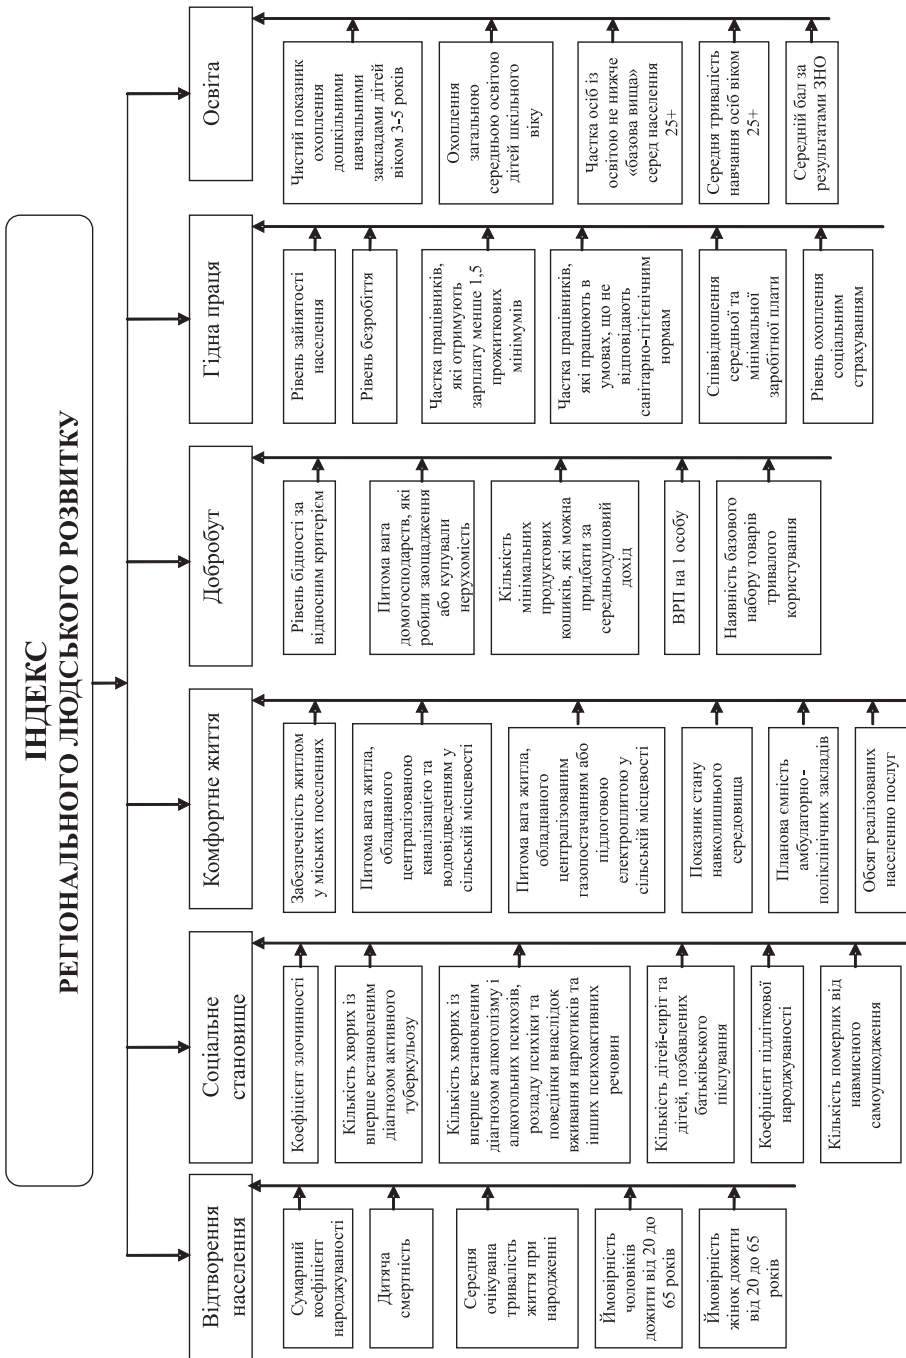 ІНДЕКС
РЕГІОНАЛЬНОГО ЛЮДСЬКОГО РОЗВИТКУ
Відтворення
населення
Сумарний
коефіцієнт
народжуваності
Дитяча
смертність
Середня
очікувана
тривалість
життя при
народженні
Ймовірність
чоловіків
дожити від 20 до
65 років
Ймовірність
жінок дожити
від 20 до 65
років
Соціальне
становище
Коефіцієнт злочинності
Кількість хворих із
вперше встановленим
діагнозом активного
туберкульозу
Кількість хворих із
вперше встановленим
діагнозом алкоголізму і
алкогольних психозів,
розладу психіки та
поведінки внаслідок
вживання наркотиків та
інших психоактивних
речовин
Кількість дітей-сиріт та
дітей, позбавлених
батьківського
піклування
Коефіцієнт підліткової
народжуваності
Кількість померлих від
навмисного
самоушкодження
Комфортне життя
Забезпеченість житлом
у міських поселеннях
Питома вага житла,
обладнаного
централізованою
каналізацією та
водовідведенням у
сільській місцевості
Питома вага житла,
обладнаного
централізованим
газопостачанням або
підлоговою
електроплитою у
сільській місцевості
Показник стану
навколишнього
середовища
Планова ємність
амбулаторно-
поліклінічних закладів
Обсяг реалізованих
населенню послуг
Добробут
Рівень бідності за
відносним критерієм
Питома вага
домогосподарств, які
робили заощадження
або купували
нерухомість
Кількість
мінімальних
продуктових
кошиків, які можна
придбати за
середньодушовий
дохід
ВРП на 1 особу
Наявність базового
набору товарів
тривалого
користування
Гідна праця
Рівень зайнятості
населення
Рівень безробіття
Частка працівників,
які отримують
зарплату менше 1,5
прожиткових
мінімумів
Частка працівників,
які працюють в
умовах, що не
відповідають
санітарно-гігієнічним
нормам
Співвідношення
середньої та
мінімальної
заробітної плати
Рівень охоплення
соціальним
страхуванням
Освіта
Чистий показник
охоплення
дошкільними
навчальними
закладами дітей
віком 3-5 років
Охоплення
загальною
середньою освітою
дітей шкільного
віку
Частка осіб із
освітою не нижче
«базова вища»
серед населення
25+
Середня тривалість
навчання осіб віком
25+
Середній бал за
результатами ЗНО